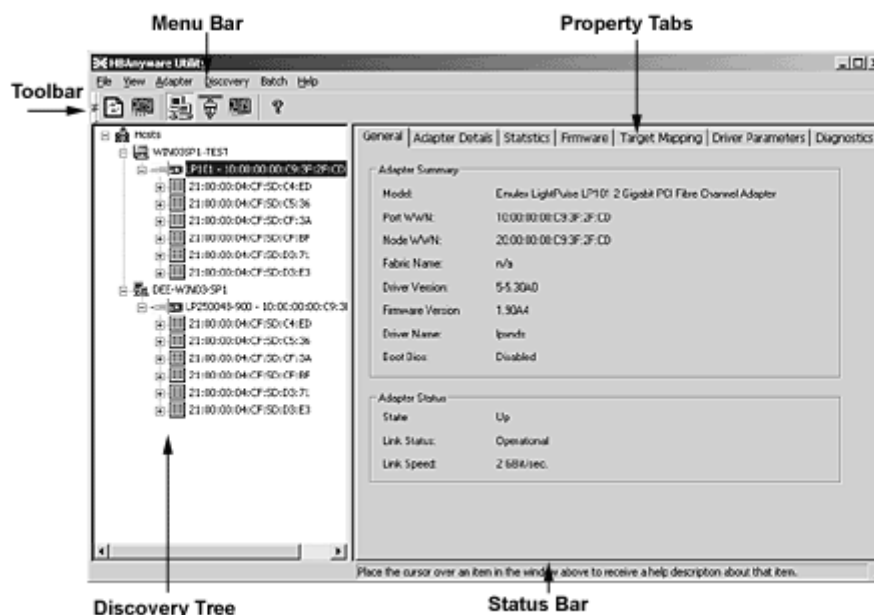 Menu Bar
Property Tabs
HBAnyware Utility
Toolbar
File View Adapter Discovery Batch Help
Hosts
WIN03SP1-TEST
LP101 - 10:00:00:00:C9:3F:2F:CD
21:00:00:04:CF:5D:C4:ED
21:00:00:04:CF:5D:C5:36
21:00:00:04:CF:5D:CF:3A
21:00:00:04:CF:5D:CF:BF
21:00:00:04:CF:5D:D3:71
21:00:00:04:CF:5D:D3:E3
DEE-WIN03-SP1
10:00:00:00:C9:3
21:00:00:04:CF:5D:C4:ED
21:00:00:04:CF:5D:C5:36
21:00:00:04:CF:5D:CF:3A
21:00:00:04:CF:5D:CF:BF
21:00:00:04:CF:5D:D3:71
21:00:00:04:CF:5D:D3:E3
General Adapter Details Statistics Firmware Target Mapping Driver Parameters Diagnostics
Adapter Summary
Model: Emulex LightPulse LP101 2 Gigabit PCI Fibre Channel Adapter
Port WWN: 10:00:00:00:C9:3F:2F:CD
Node WWN: 20:00:00:00:C9:3F:2F:CD
Fabric Name: n/a
Driver Version: 5-5.30A0
Firmware Version 1.90A4
Driver Name: lpxnds
Boot Bios: Disabled
Adapter Status
State Up
Link Status: Operational
Link Speed: 2 GBit/sec.
Place the cursor over an item in the window above to receive a help description about that item.
Discovery Tree
Status Bar